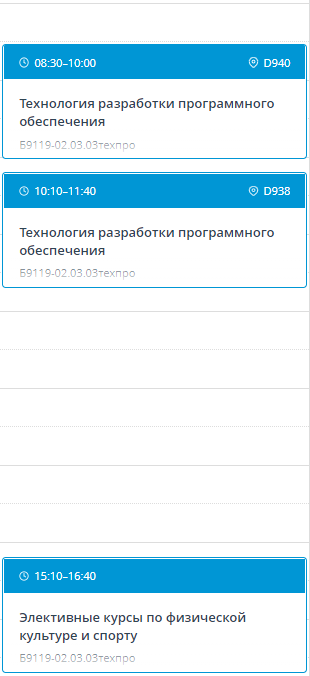 08:30–10:00 D940
Технология разработки программного
обеспечения
Б9119-02.03.03техпро
10:10–11:40 D938
Технология разработки программного
обеспечения
Б9119-02.03.03техпро
15:10–16:40
Элективные курсы по физической
культуре и спорту
Б9119-02.03.03техпро